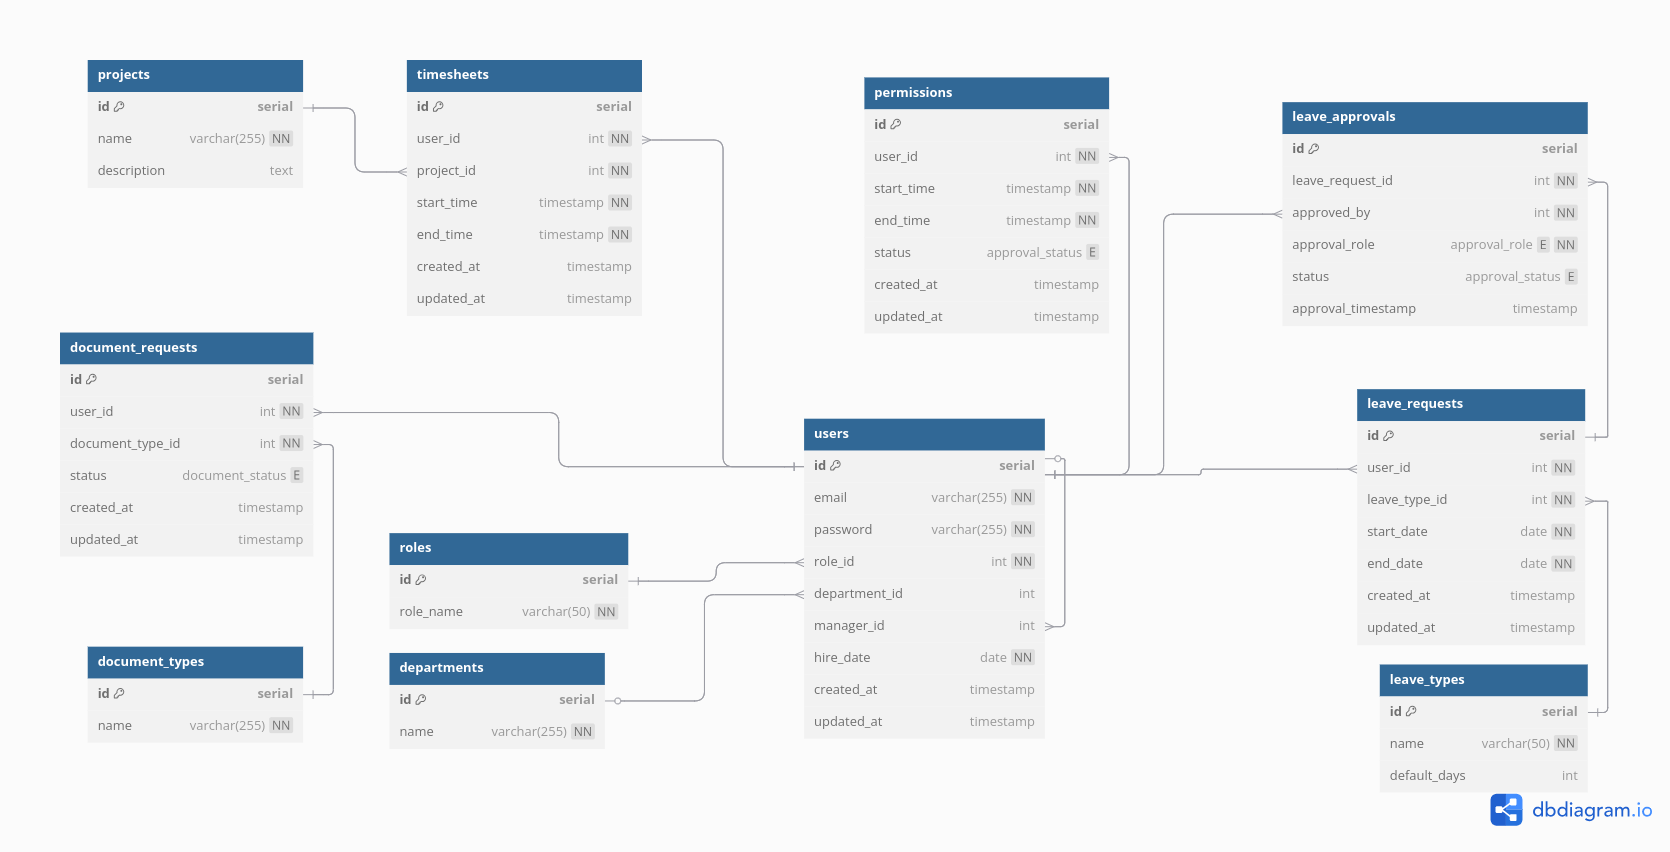 projects
id serial
name varchar(255) NN
description text
timesheets
id serial
user_id int NN
project_id int NN
start_time timestamp NN
end_time timestamp NN
created_at timestamp
updated_at timestamp
permissions
id serial
user_id int NN
start_time timestamp NN
end_time timestamp NN
status approval_status E
created_at timestamp
updated_at timestamp
leave_approvals
id serial
leave_request_id int NN
approved_by int NN
approval_role approval_role E NN
status approval_status E
approval_timestamp timestamp
document_requests
id serial
user_id int NN
document_type_id int NN
status document_status E
created_at timestamp
updated_at timestamp
users
id serial
email varchar(255) NN
password varchar(255) NN
role_id int NN
department_id int
manager_id int
hire_date date NN
created_at timestamp
updated_at timestamp
leave_requests
id serial
user_id int NN
leave_type_id int NN
start_date date NN
end_date date NN
created_at timestamp
updated_at timestamp
roles
id serial
role_name varchar(50) NN
document_types
id serial
name varchar(255) NN
departments
id serial
name varchar(255) NN
leave_types
id serial
name varchar(50) NN
default_days int
dbdiagram.io